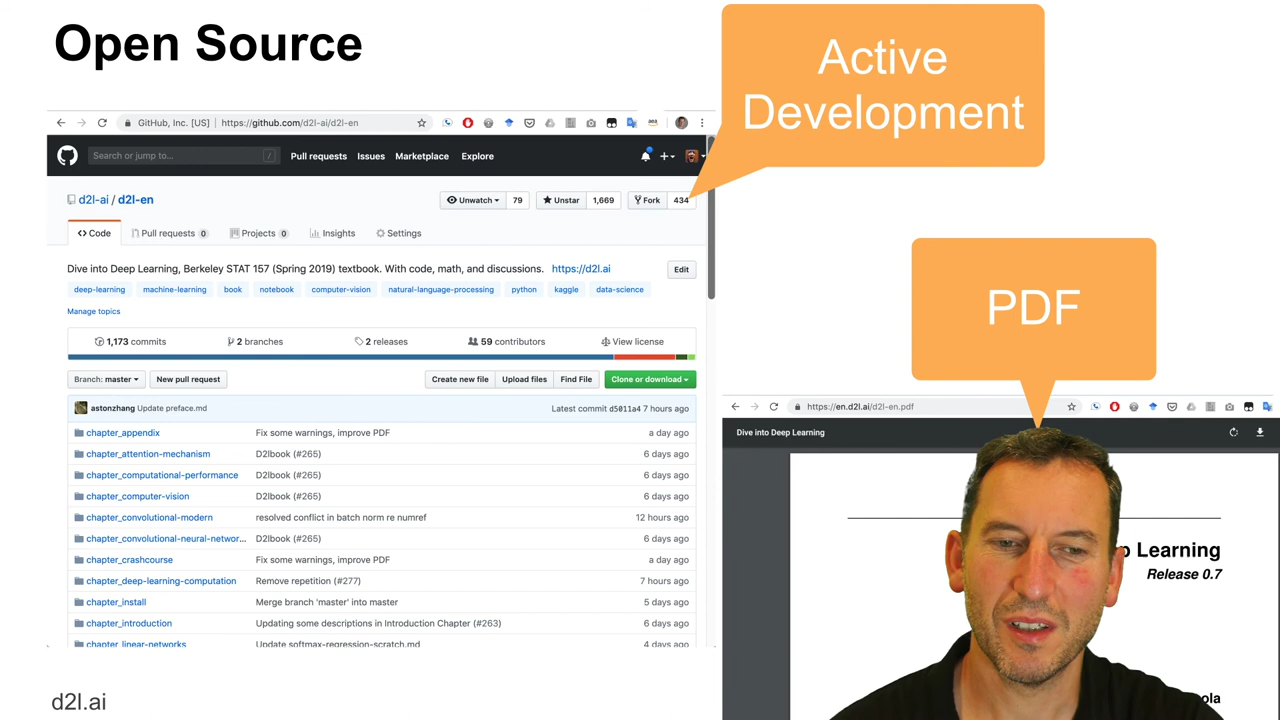 Open Source
Active
Development
GitHub, Inc. [US] https://github.com/d2l-ai/d2l-en
Search or jump to... /
Pull requests Issues Marketplace Explore
d2l-ai / d2l-en
Unwatch 79 Unstar 1,669 Fork 434
Code Pull requests 0 Projects 0 Insights Settings
Dive into Deep Learning, Berkeley STAT 157 (Spring 2019) textbook. With code, math, and discussions. https://d2l.ai Edit
deep-learning machine-learning book notebook computer-vision natural-language-processing python kaggle data-science
Manage topics
1,173 commits 2 branches 2 releases 59 contributors View license
Branch: master New pull request Create new file Upload files Find File Clone or download
astonzhang Update preface.md Latest commit d5011a4 7 hours ago
chapter_appendix Fix some warnings, improve PDF a day ago
chapter_attention-mechanism D2lbook (#265) 6 days ago
chapter_computational-performance D2lbook (#265) 6 days ago
chapter_computer-vision D2lbook (#265) 6 days ago
chapter_convolutional-modern resolved conflict in batch norm re numref 12 hours ago
chapter_convolutional-neural-networ... D2lbook (#265) 6 days ago
chapter_crashcourse Fix some warnings, improve PDF a day ago
chapter_deep-learning-computation Remove repetition (#277) 7 hours ago
chapter_install Merge branch 'master' into master 5 days ago
chapter_introduction Updating some descriptions in Introduction Chapter (#263) 6 days ago
chapter_linear-networks Update softmax-regression-scratch.md 4 days ago
PDF
https://en.d2l.ai/d2l-en.pdf
Dive into Deep Learning
p Learning
Release 0.7
ola
d2l.ai